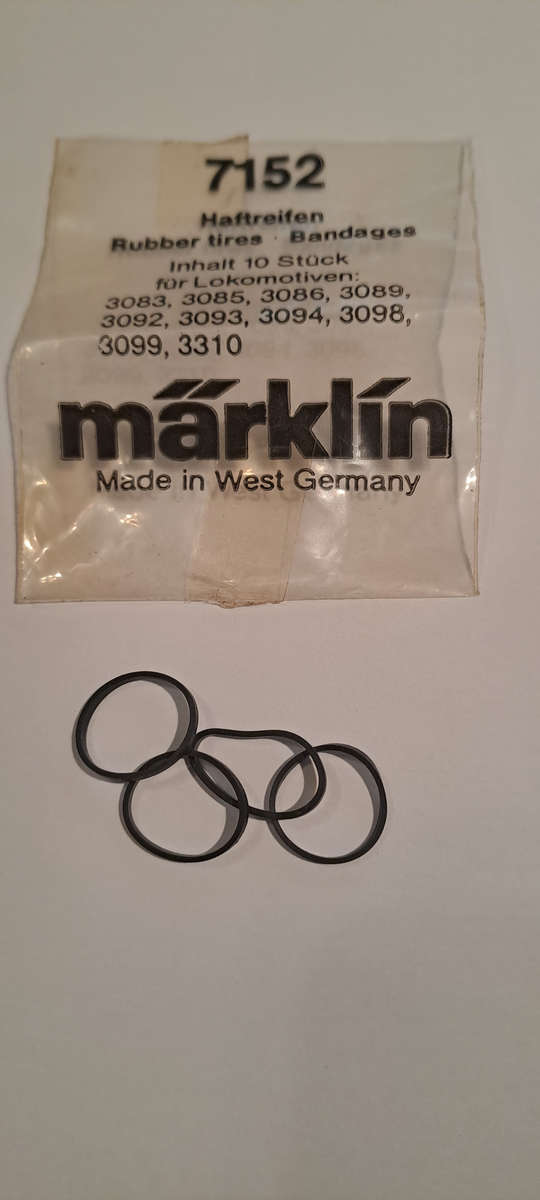 7152
Haftreifen
Rubber tires · Bandages
Inhalt 10 Stück
für Lokomotiven:
3083, 3085, 3086, 3089,
3092, 3093, 3094, 3098,
3099, 3310
märklin
Made in West Germany